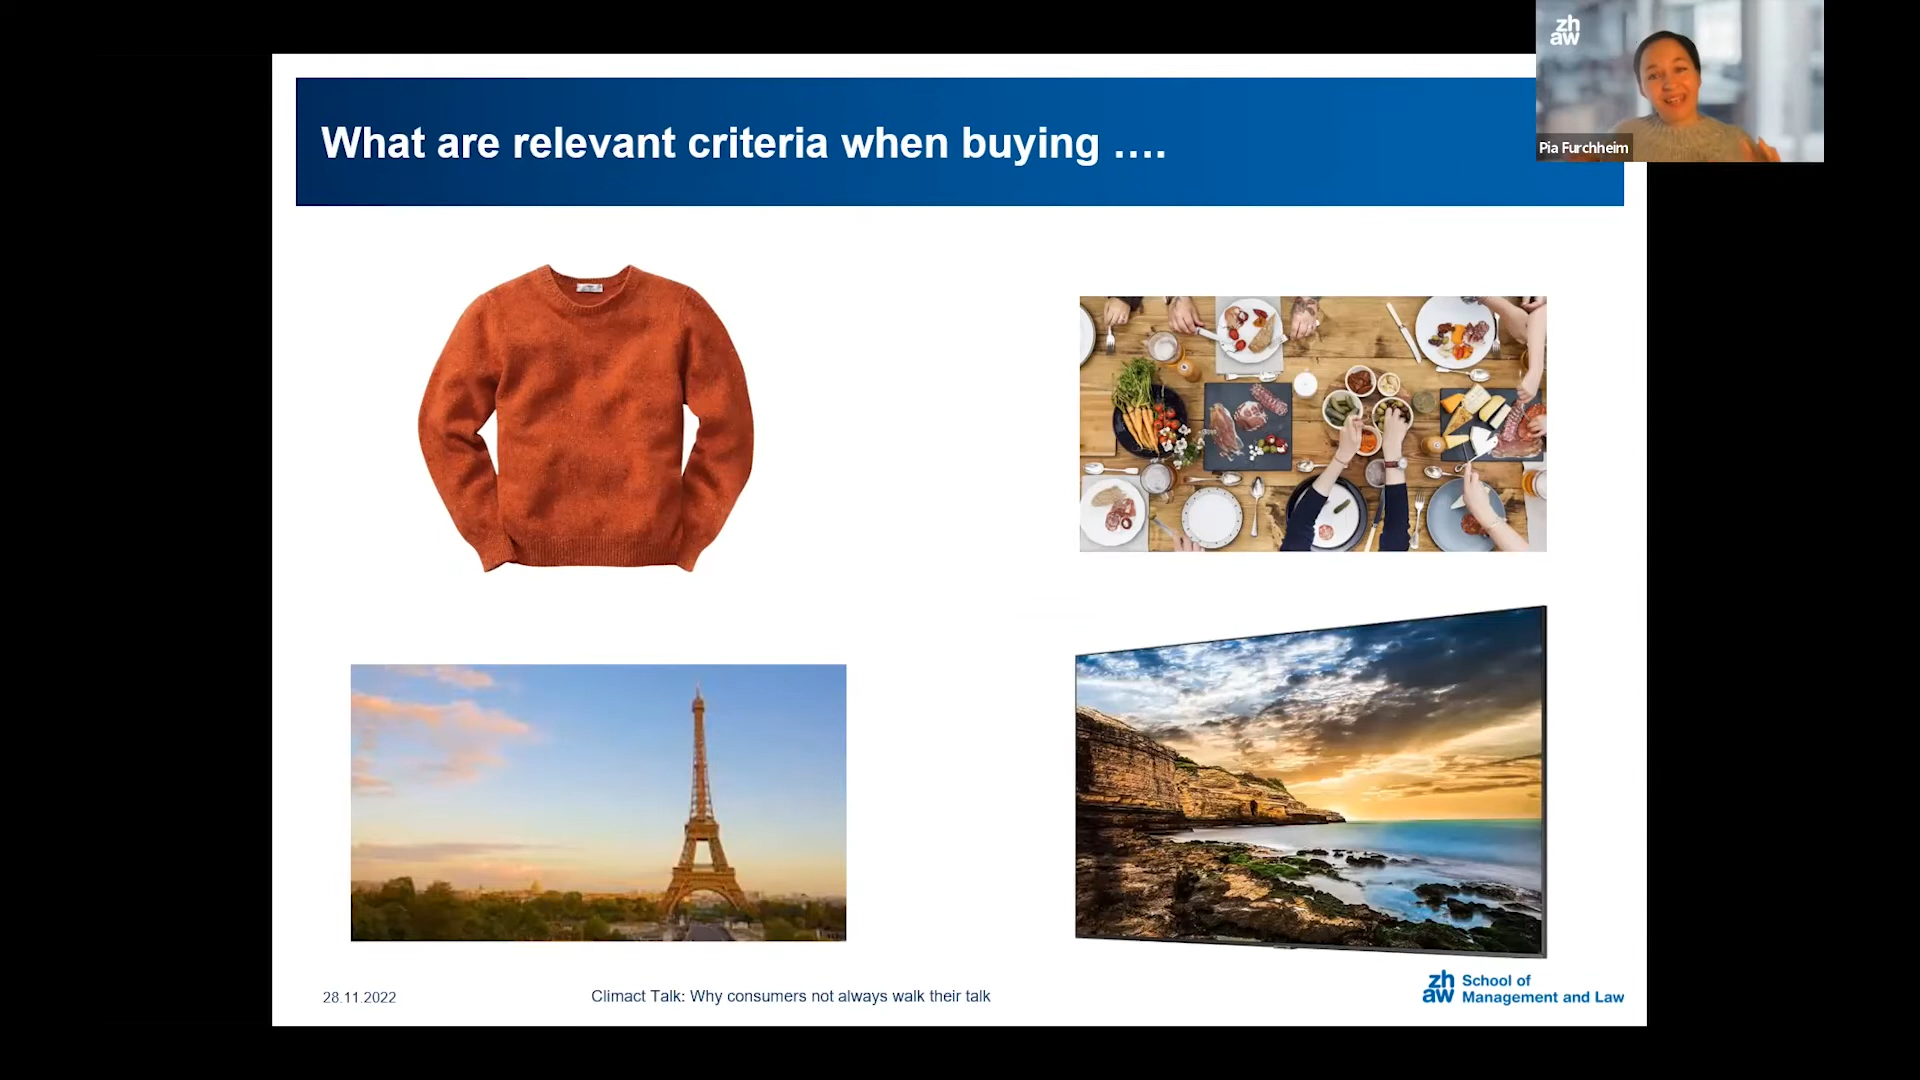 zh
aw
Pia Furchheim
What are relevant criteria when buying ....
28.11.2022
Climact Talk: Why consumers not always walk their talk
zh
aw
School of
Management and Law